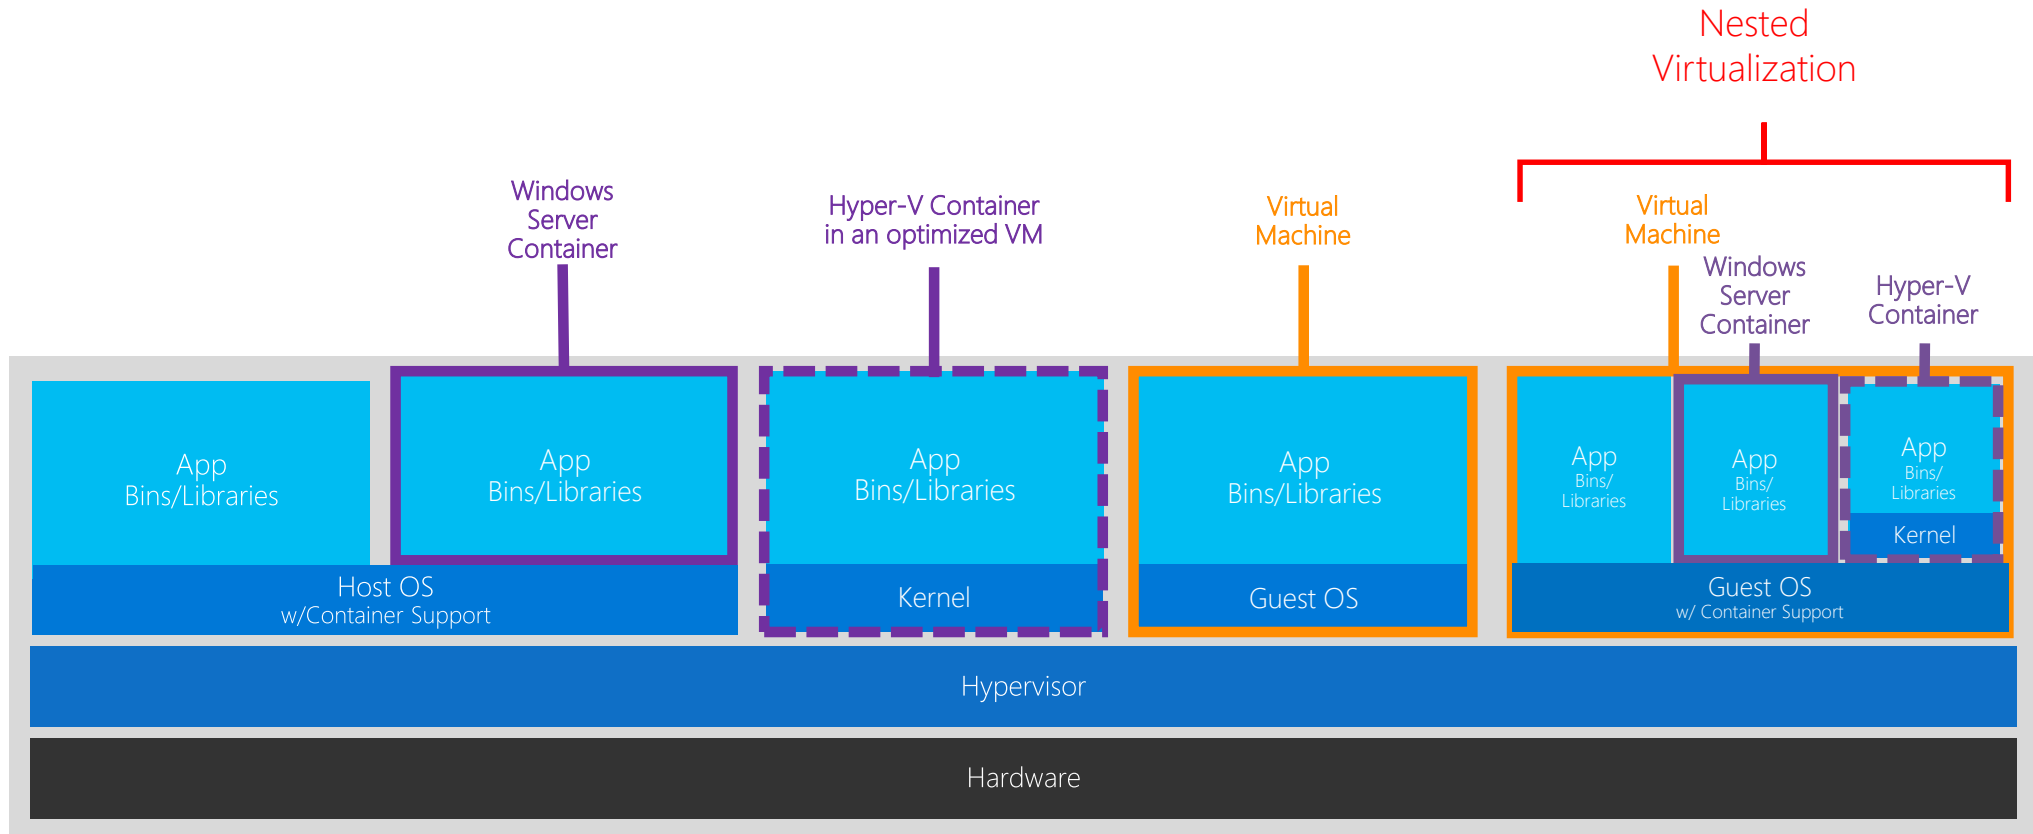 Nested
Virtualization
Windows
Server
Container
Hyper-V Container
in an optimized VM
Virtual
Machine
Virtual
Machine
Windows
Server
Container
Hyper-V
Container
App
Bins/Libraries
App
Bins/Libraries
App
Bins/Libraries
App
Bins/Libraries
App
Bins/
Libraries
App
Bins/
Libraries
App
Bins/
Libraries
Kernel
Host OS
w/Container Support
Kernel
Guest OS
Guest OS
w/ Container Support
Hypervisor
Hardware